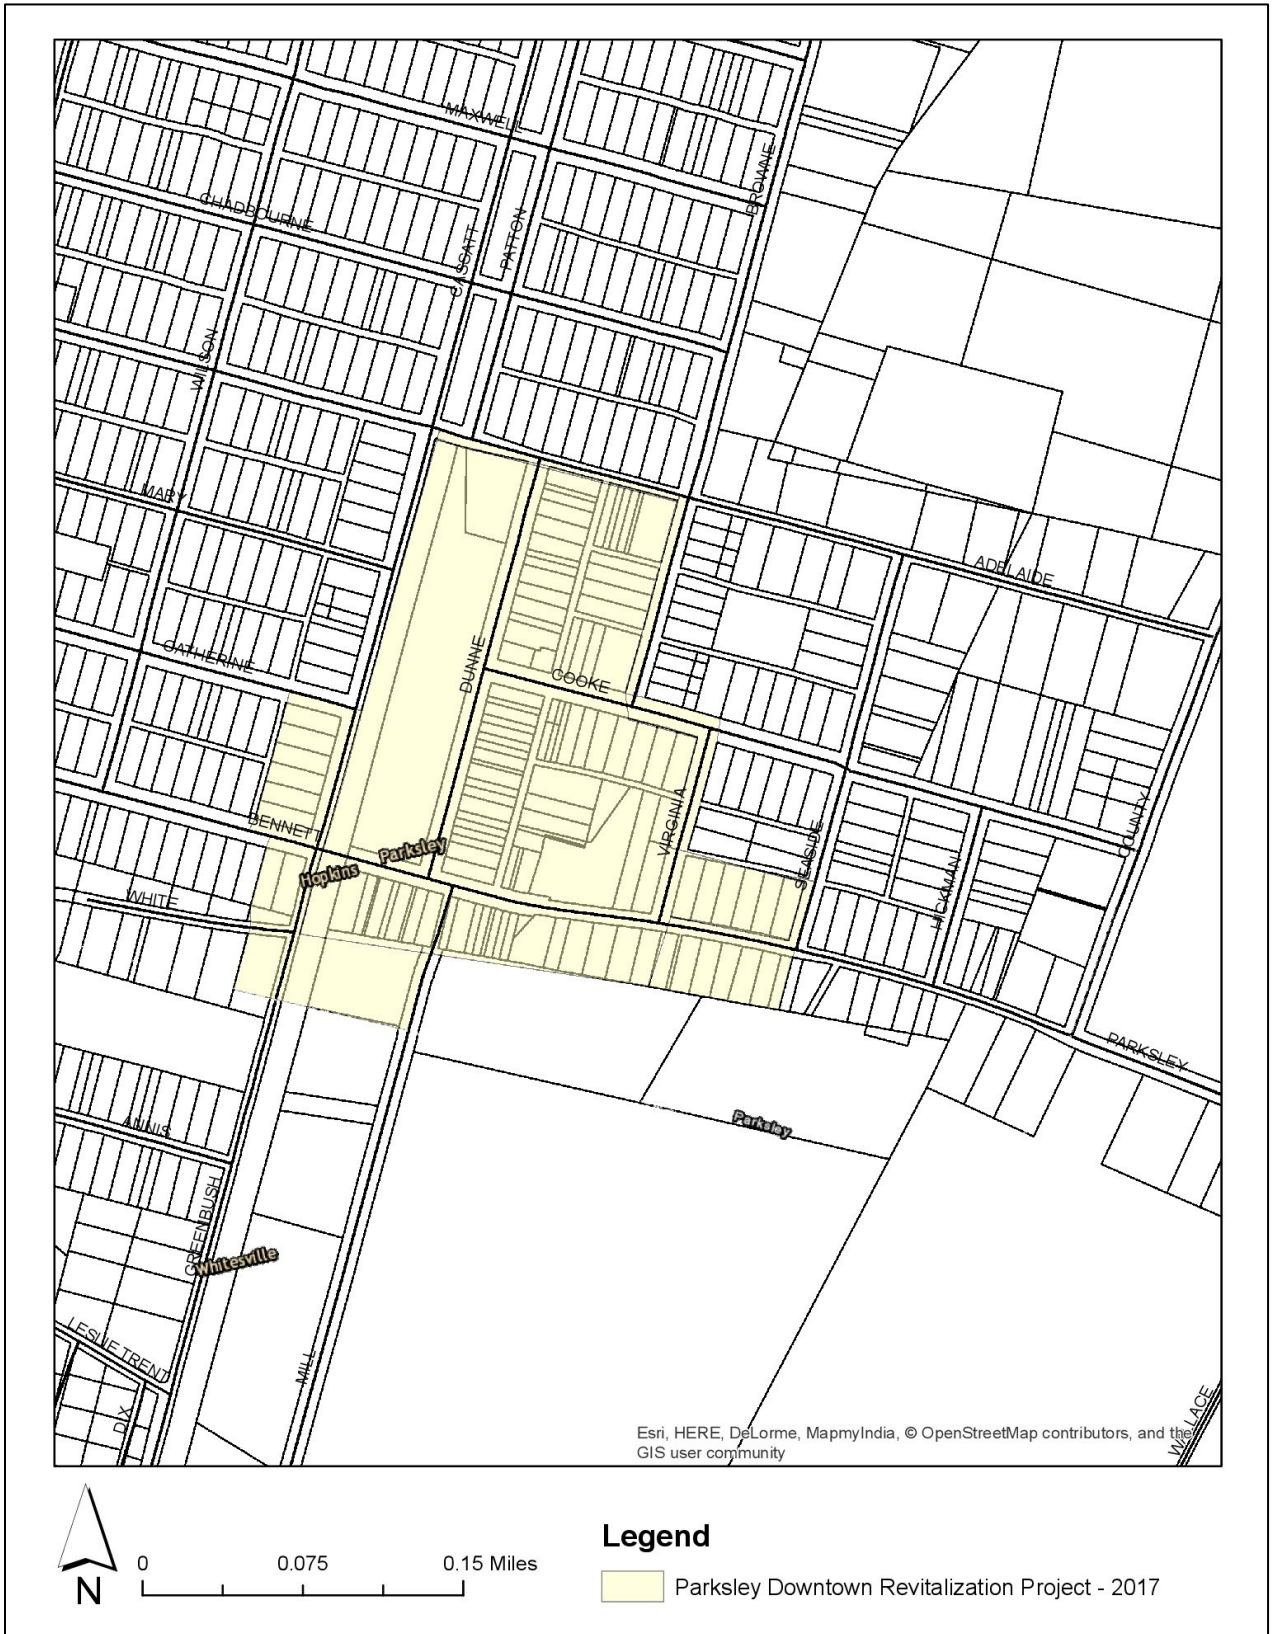 MAXWELL
BROWNE
CHADBOURNE
PATTON
CASSATT
WILSON
MARY
ADELAIDE
DUNNE
CATHERINE
COOKE
VIRGINIA
COUNTY
BENNETT
SEASIDE
Parksley
Hopkins
HICKMAN
WHITE
PARKSLEY
ANNIS
Parksley
GREENBUSH
Whitesville
LESLIE TRENT
MILL
DIX
WALLACE
Esri, HERE, DeLorme, MapmyIndia, © OpenStreetMap contributors, and the
GIS user community
N
0 0.075 0.15 Miles
Legend
Parksley Downtown Revitalization Project - 2017